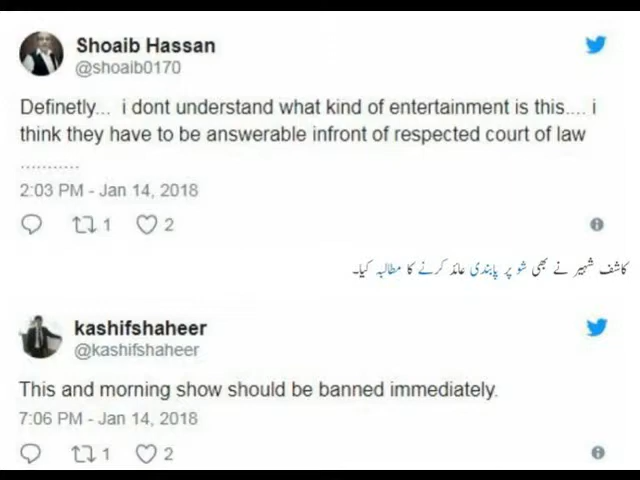 Shoaib Hassan
@shoaib0170
Definetly... i dont understand what kind of entertainment is this.... i
think they have to be answerable infront of respected court of law
...........
2:03 PM - Jan 14, 2018
1 2
کاشف شہیر نے بھی شو پر پابندی عائد کرنے کا مطالبہ کیا۔
kashifshaheer
@kashifshaheer
This and morning show should be banned immediately.
7:06 PM - Jan 14, 2018
1 2